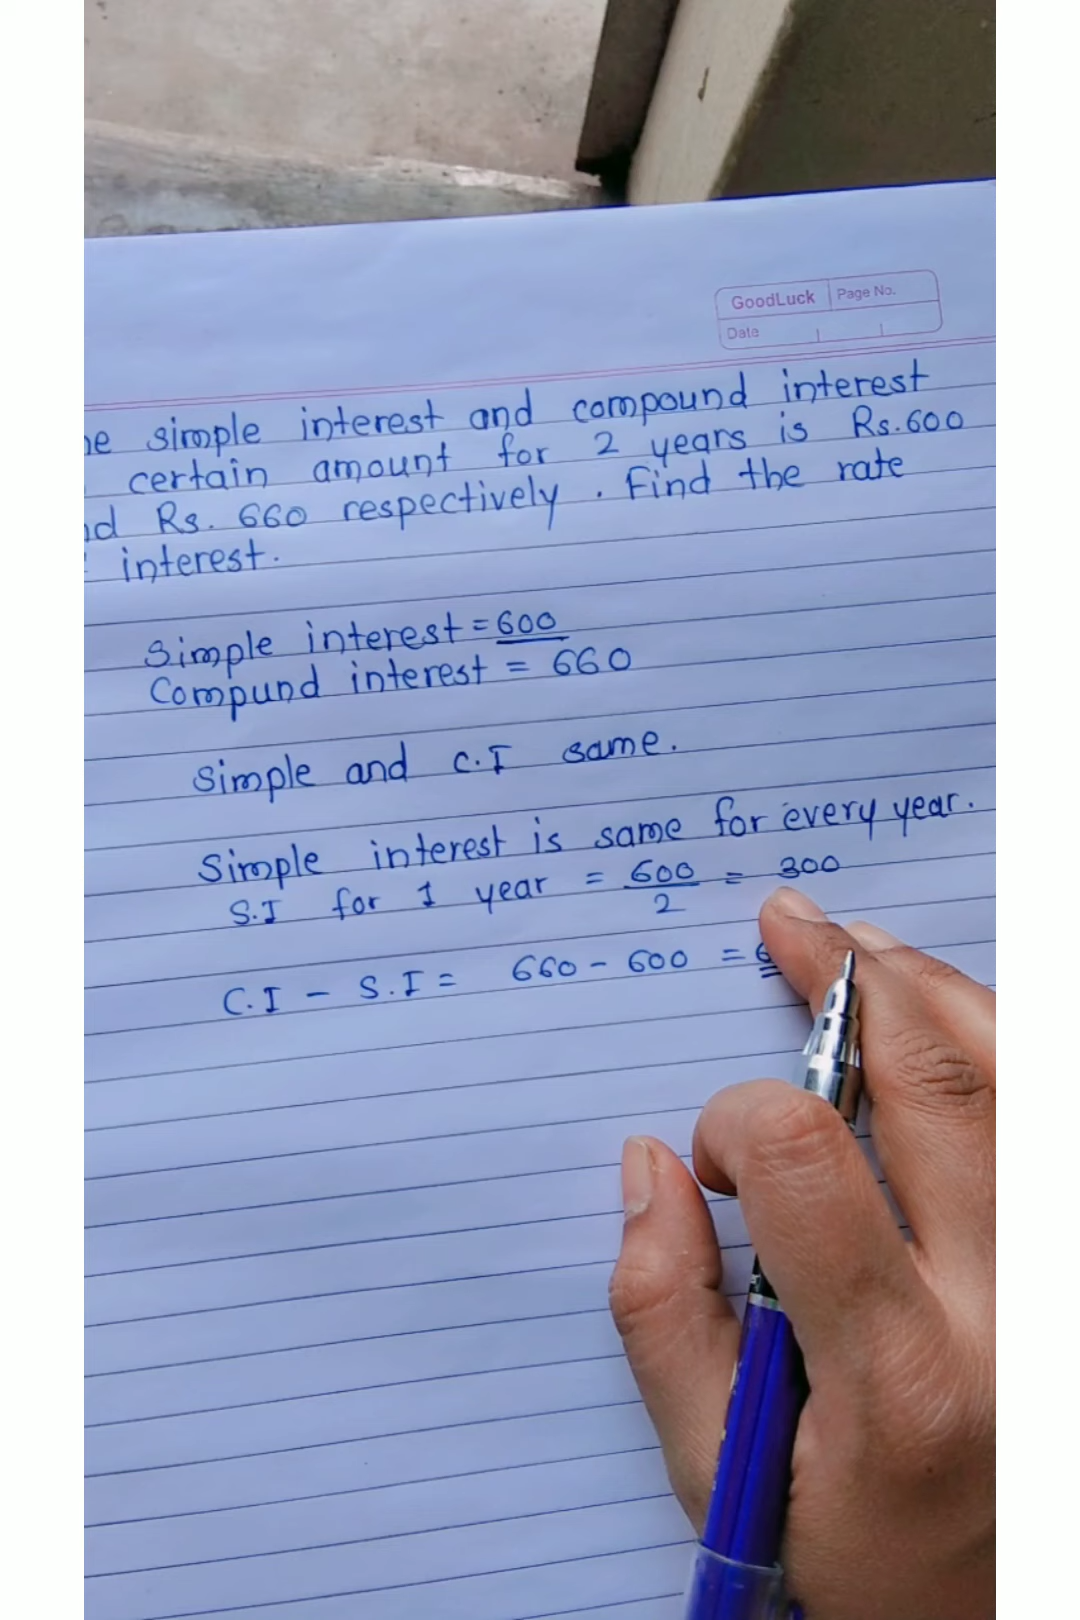 GoodLuck Page No.
Date
simple interest and compound interest
certain amount for 2 years is Rs.600
Rs. 660 respectively. Find the rate
interest.
Simple interest = 600
Compund interest = 660
Simple and C.I same.
Simple interest is same for every year.
S.I for 1 year = 600/2 = 300
C.I - S.I = 660 - 600 =